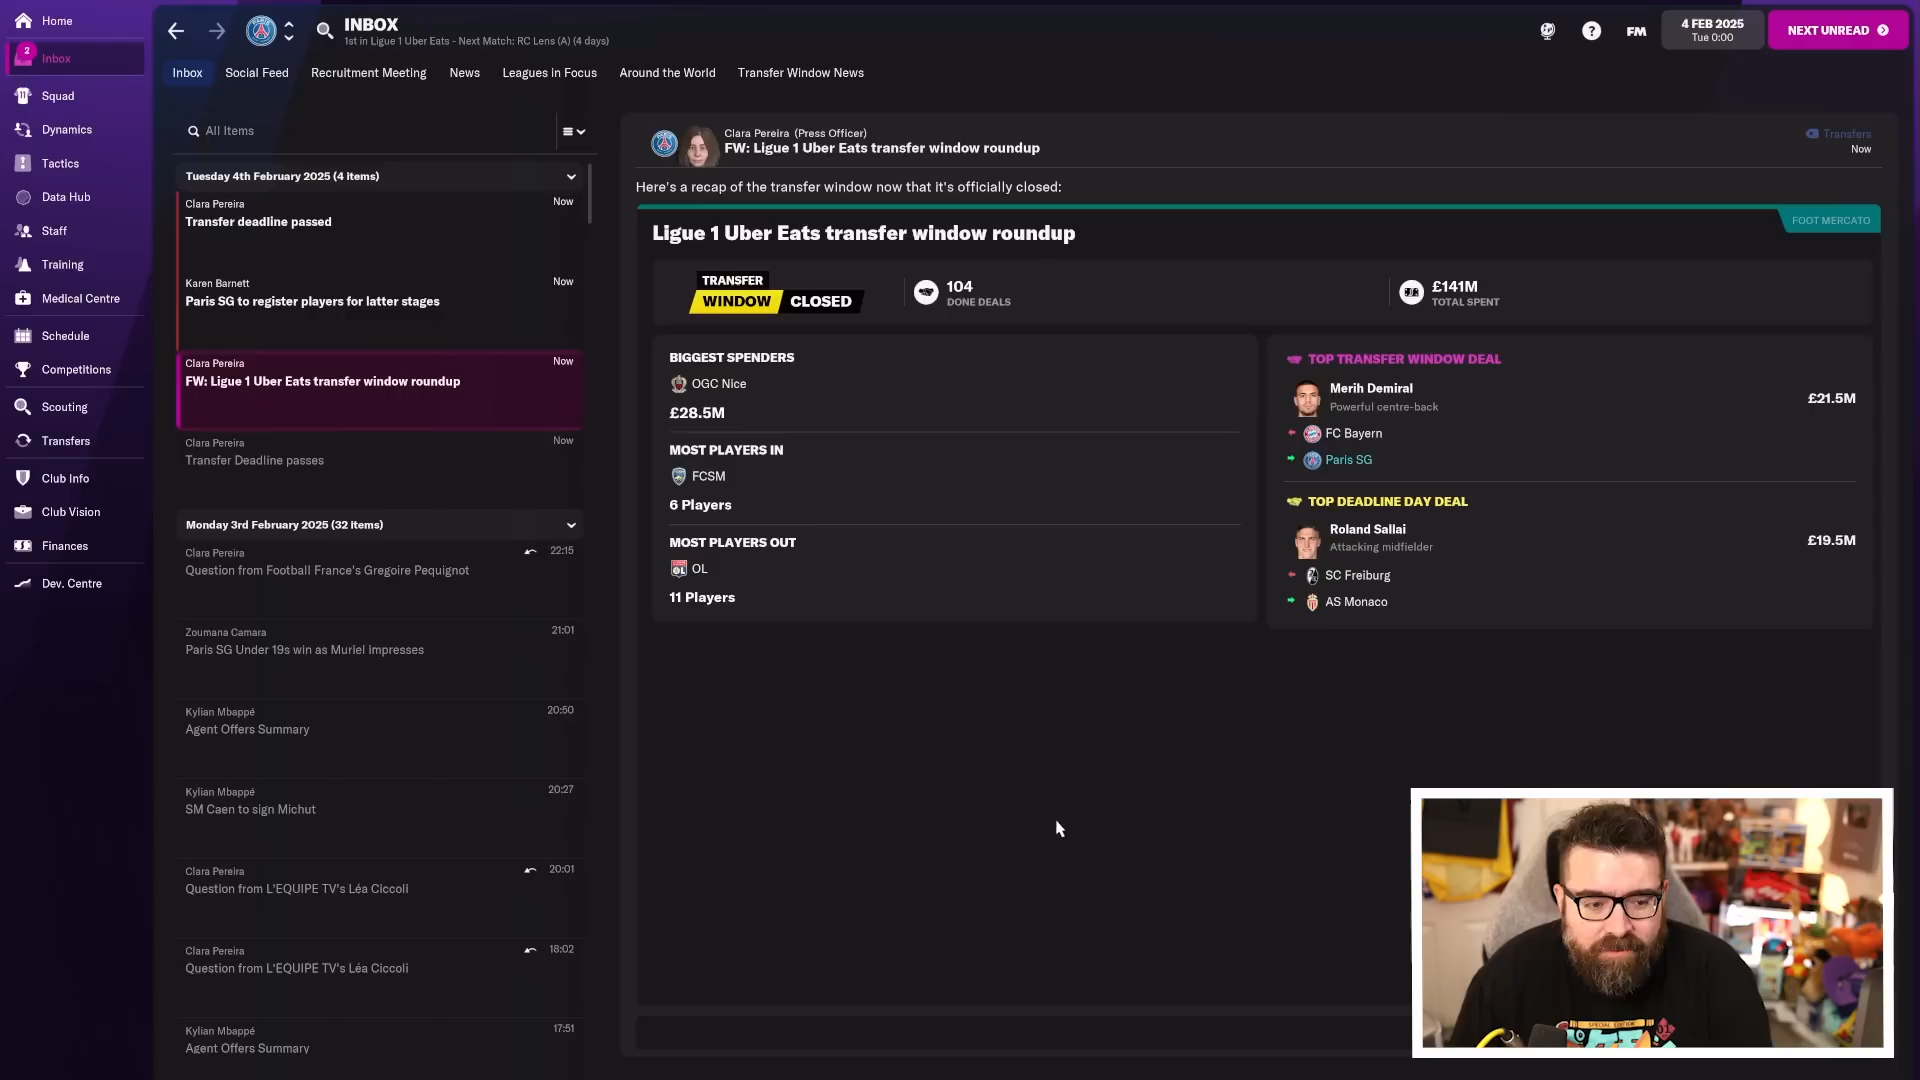 Home
2
Inbox
Squad
Dynamics
Tactics
Data Hub
Staff
Training
Medical Centre
Schedule
Competitions
Scouting
Transfers
Club Info
Club Vision
Finances
Dev. Centre
INBOX
1st in Ligue 1 Uber Eats - Next Match: RC Lens (A) (4 days)
?
FM
4 FEB 2025
Tue 0:00
NEXT UNREAD
Inbox
Social Feed
Recruitment Meeting
News
Leagues in Focus
Around the World
Transfer Window News
All Items
Tuesday 4th February 2025 (4 items)
Clara Pereira
Now
Transfer deadline passed
Karen Barnett
Now
Paris SG to register players for latter stages
Clara Pereira
Now
FW: Ligue 1 Uber Eats transfer window roundup
Clara Pereira
Now
Transfer Deadline passes
Monday 3rd February 2025 (32 items)
Clara Pereira
22:15
Question from Football France's Gregoire Pequignot
Zoumana Camara
21:01
Paris SG Under 19s win as Muriel impresses
Kylian Mbappé
20:50
Agent Offers Summary
Kylian Mbappé
20:27
SM Caen to sign Michut
Clara Pereira
20:01
Question from L'EQUIPE TV's Léa Ciccoli
Clara Pereira
18:02
Question from L'EQUIPE TV's Léa Ciccoli
Kylian Mbappé
17:51
Agent Offers Summary
Clara Pereira (Press Officer)
FW: Ligue 1 Uber Eats transfer window roundup
Transfers
Now
Here's a recap of the transfer window now that it's officially closed:
FOOT MERCATO
Ligue 1 Uber Eats transfer window roundup
TRANSFER
WINDOW CLOSED
104
DONE DEALS
£141M
TOTAL SPENT
BIGGEST SPENDERS
OGC Nice
£28.5M
MOST PLAYERS IN
FCSM
6 Players
MOST PLAYERS OUT
OL
11 Players
TOP TRANSFER WINDOW DEAL
Merih Demiral
Powerful centre-back
£21.5M
FC Bayern
Paris SG
TOP DEADLINE DAY DEAL
Roland Sallai
Attacking midfielder
£19.5M
SC Freiburg
AS Monaco
SPECIAL EDITION